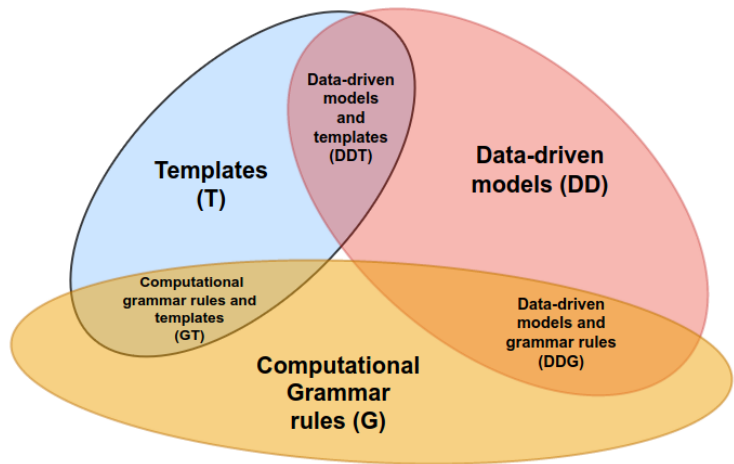 Data-driven
models
and
templates
(DDT)
Templates
(T)
Data-driven
models (DD)
Computational
grammar rules and
templates
(GT)
Data-driven
models and
grammar rules
(DDG)
Computational
Grammar
rules (G)